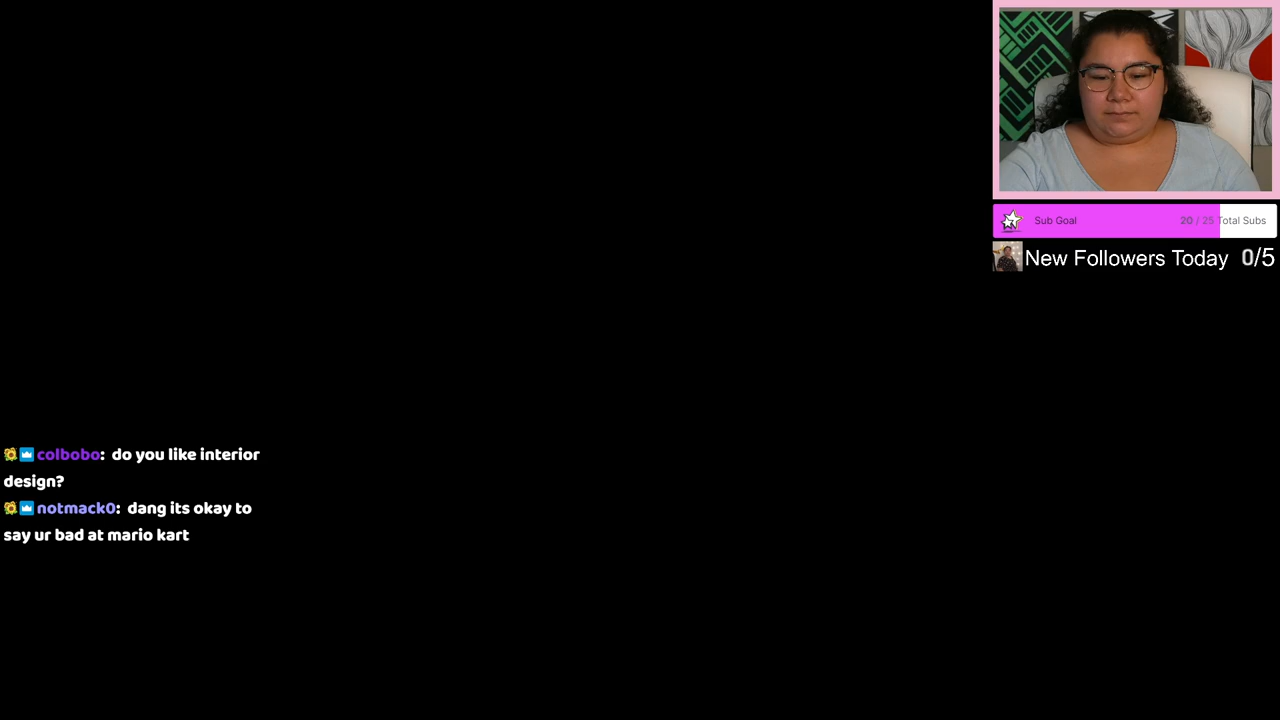 Sub Goal 20 / 25 Total Subs
New Followers Today 0/5
colbobo: do you like interior
design?
notmack0: dang its okay to
say ur bad at mario kart